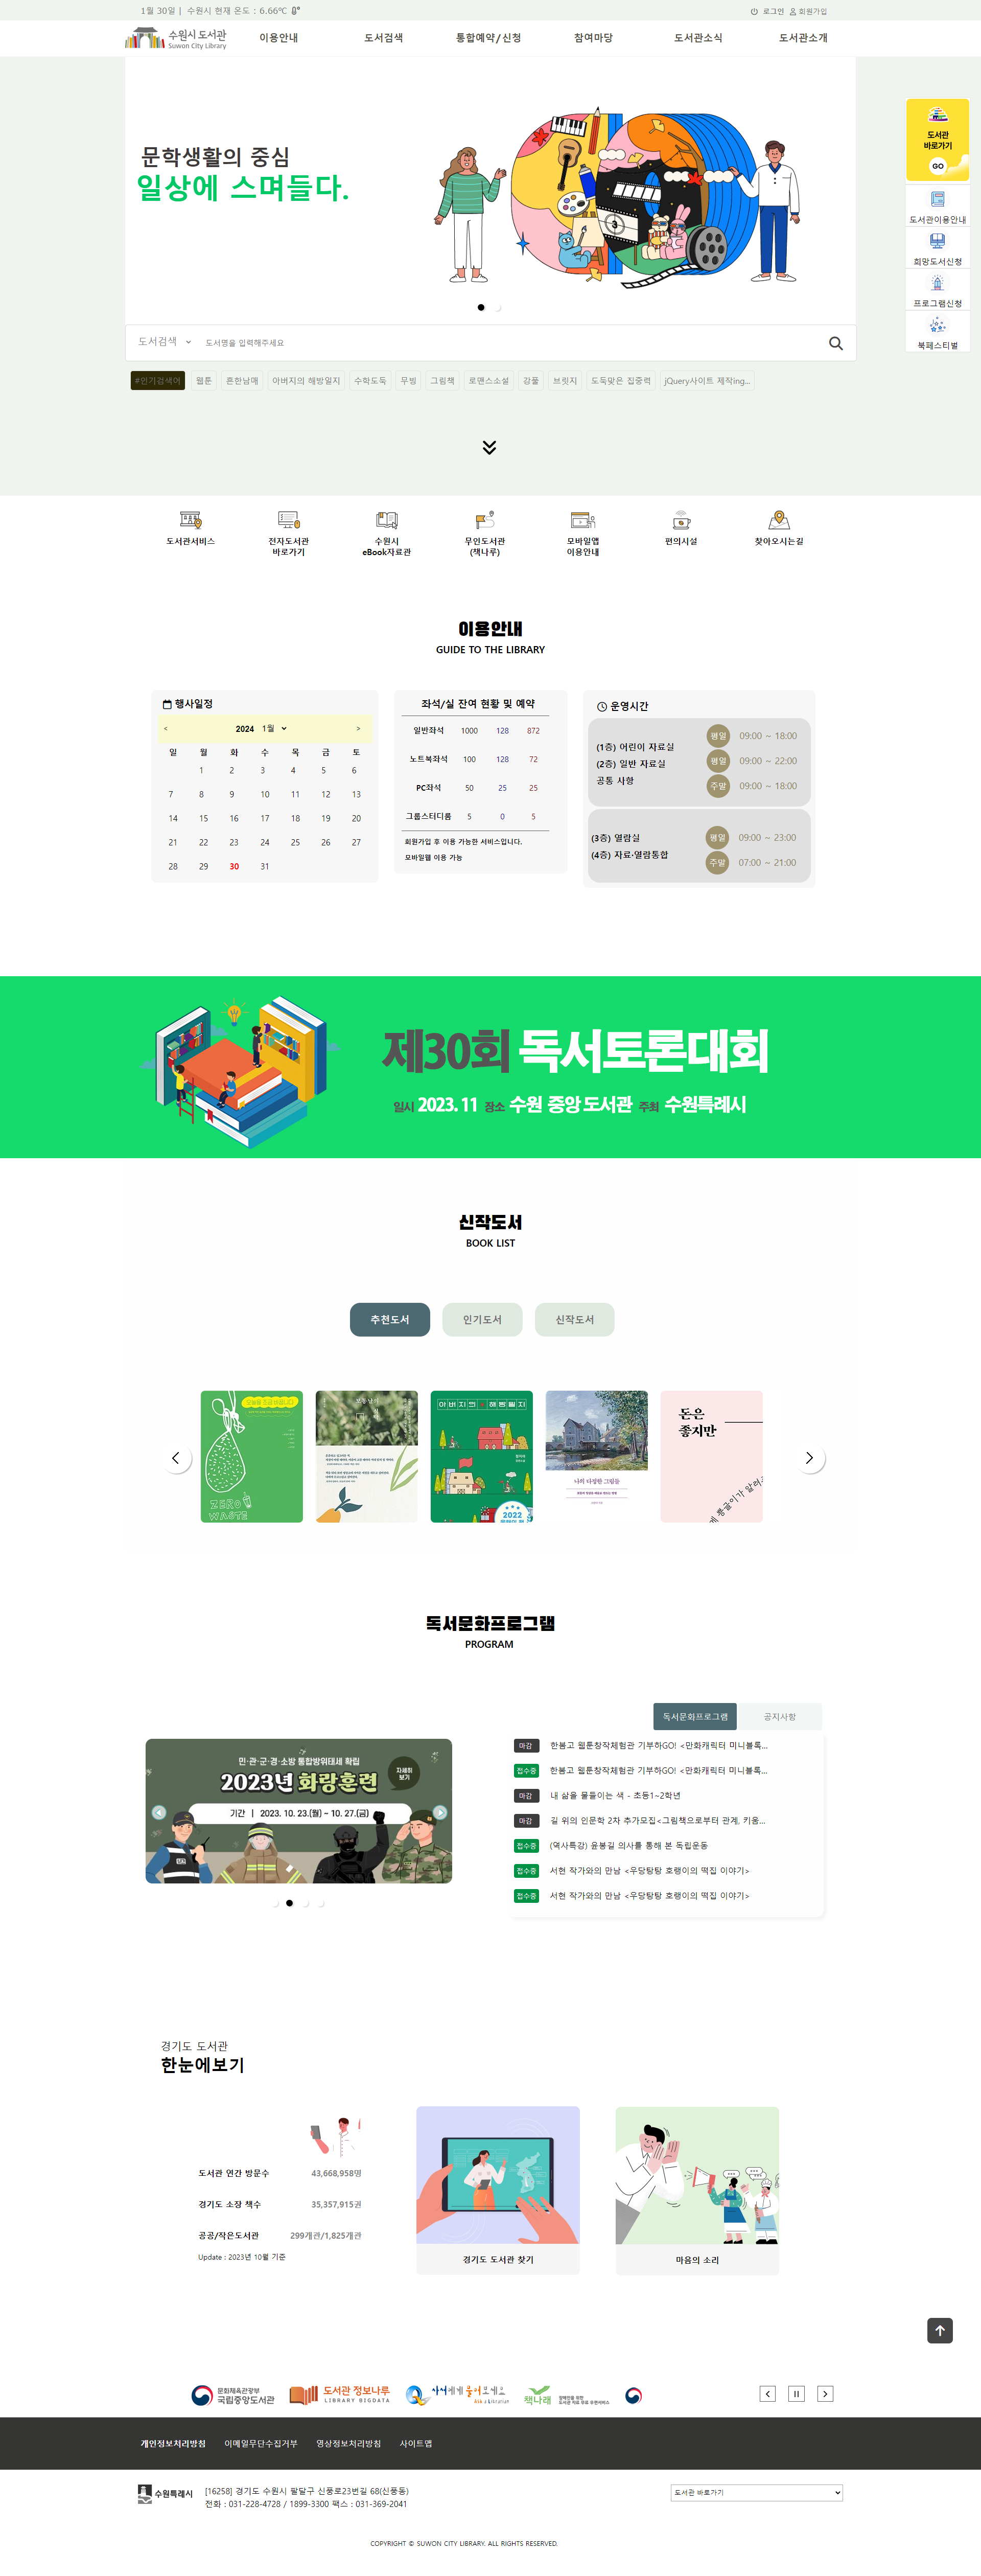 1월 30일 | 수원시 현재 온도 : 6.66℃
로그인 회원가입
수원시 도서관
Suwon City Library
이용안내 도서검색 통합예약/신청 참여마당 도서관소식 도서관소개
문학생활의 중심
일상에 스며들다.
도서관
바로가기
GO
도서관이용안내
희망도서신청
프로그램신청
북페스티벌
도서검색 도서명을 입력해주세요
#인기검색어 웹툰 흔한남매 아버지의 해방일지 수학도둑 무빙 그림책 로맨스소설 강풀 브릿지 도둑맞은 집중력 jQuery사이트 제작ing...
도서관서비스
전자도서관
바로가기
수원시
eBook자료관
무인도서관
(책나루)
모바일앱
이용안내
편의시설
찾아오시는길
이용안내
GUIDE TO THE LIBRARY
행사일정
< 2024 1월 >
일 월 화 수 목 금 토
1 2 3 4 5 6
7 8 9 10 11 12 13
14 15 16 17 18 19 20
21 22 23 24 25 26 27
28 29 30 31
좌석/실 잔여 현황 및 예약
일반좌석 1000 128 872
노트북좌석 100 128 72
PC좌석 50 25 25
그룹스터디룸 5 0 5
회원가입 후 이용 가능한 서비스입니다.
모바일웹 이용 가능
운영시간
(1층) 어린이 자료실
(2층) 일반 자료실
공통 사항
평일 09:00 ~ 18:00
평일 09:00 ~ 22:00
주말 09:00 ~ 18:00
(3층) 열람실
(4층) 자료·열람통합
평일 09:00 ~ 23:00
주말 07:00 ~ 21:00
제30회 독서토론대회
일시 2023. 11 장소 수원 중앙 도서관 주최 수원특례시
신작도서
BOOK LIST
추천도서 인기도서 신작도서
ZERO
WASTE
아버지의 해방일지
2022
나의 다정한 그림들
돈은
좋지만
독서문화프로그램
PROGRAM
독서문화프로그램 공지사항
민·관·군·경·소방 통합방위태세 확립
2023년 화랑훈련
자세히
보기
기간 | 2023. 10. 23.(월) ~ 10. 27.(금)
마감 한봄고 웹툰창작체험관 기부하GO! <만화캐릭터 미니블록...
접수중 한봄고 웹툰창작체험관 기부하GO! <만화캐릭터 미니블록...
마감 내 삶을 물들이는 색 - 초등1~2학년
마감 길 위의 인문학 2차 추가모집<그림책으로부터 관계, 키움...
접수중 (역사특강) 윤봉길 의사를 통해 본 독립운동
접수중 서현 작가와의 만남 <우당탕탕 호랭이의 떡집 이야기>
접수중 서현 작가와의 만남 <우당탕탕 호랭이의 떡집 이야기>
경기도 도서관
한눈에보기
도서관 연간 방문수 43,668,958명
경기도 소장 책수 35,357,915권
공공/작은도서관 299개관/1,825개관
Update : 2023년 10월 기준
경기도 도서관 찾기
마음의 소리
문화체육관광부
국립중앙도서관
도서관 정보나루
LIBRARY BIGDATA
사서에게 물어보세요
Ask a librarian
책나래
개인정보처리방침 이메일무단수집거부 영상정보처리방침 사이트맵
수원특례시
[16258] 경기도 수원시 팔달구 신풍로23번길 68(신풍동)
전화 : 031-228-4728 / 1899-3300 팩스 : 031-369-2041
도서관 바로가기
COPYRIGHT © SUWON CITY LIBRARY. ALL RIGHTS RESERVED.